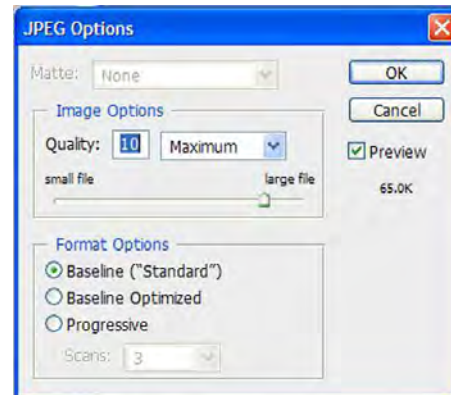 JPEG Options
Matte: None
OK
Image Options
Cancel
Quality: 10 Maximum
Preview
small file large file
65.0K
Format Options
Baseline ("Standard")
Baseline Optimized
Progressive
Scans: 3